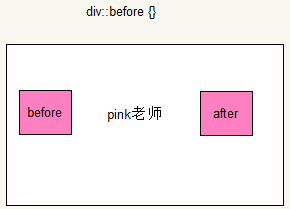 div::before {}
before pink老师 after